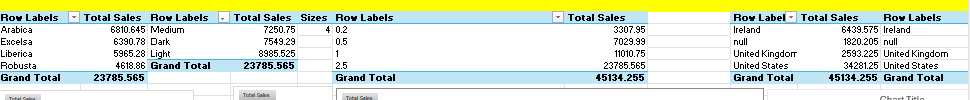 Row Labels Total Sales Row Labels Total Sales Sizes Row Labels Total Sales Row Label Total Sales Row Labels
Arabica 6810.645 Medium 7250.75 4 0.2 3307.95 Ireland 6439.575 Ireland
Excelsa 6390.78 Dark 7549.29 0.5 7029.99 null 1820.205 null
Liberica 5965.28 Light 8985.525 1 11010.75 United Kingdom 2593.225 United Kingdom
Robusta 4618.86 Grand Total 23785.565 2.5 23785.565 United States 34281.25 United States
Grand Total 23785.565 Grand Total 45134.255 Grand Total 45134.255 Grand Total
Total Sales Total Sales Total Sales Chart Title